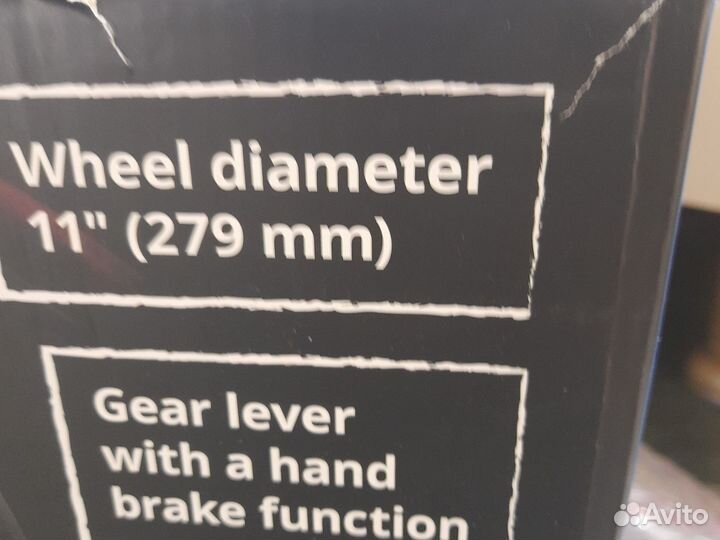 Wheel diameter
11" (279 mm)
Gear lever
with a hand
brake function
Avito